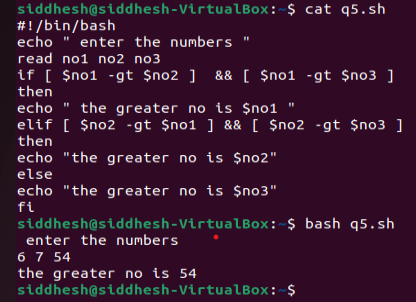 siddhesh@siddhesh-VirtualBox:~$ cat q5.sh
#!/bin/bash
echo " enter the numbers "
read no1 no2 no3
if [ $no1 -gt $no2 ]  && [ $no1 -gt $no3 ]
then
echo " the greater no is $no1 "
elif [ $no2 -gt $no1 ] && [ $no2 -gt $no3 ]
then
echo "the greater no is $no2"
else
echo "the greater no is $no3"
fi
siddhesh@siddhesh-VirtualBox:~$ bash q5.sh
 enter the numbers
6 7 54
the greater no is 54
siddhesh@siddhesh-VirtualBox:~$